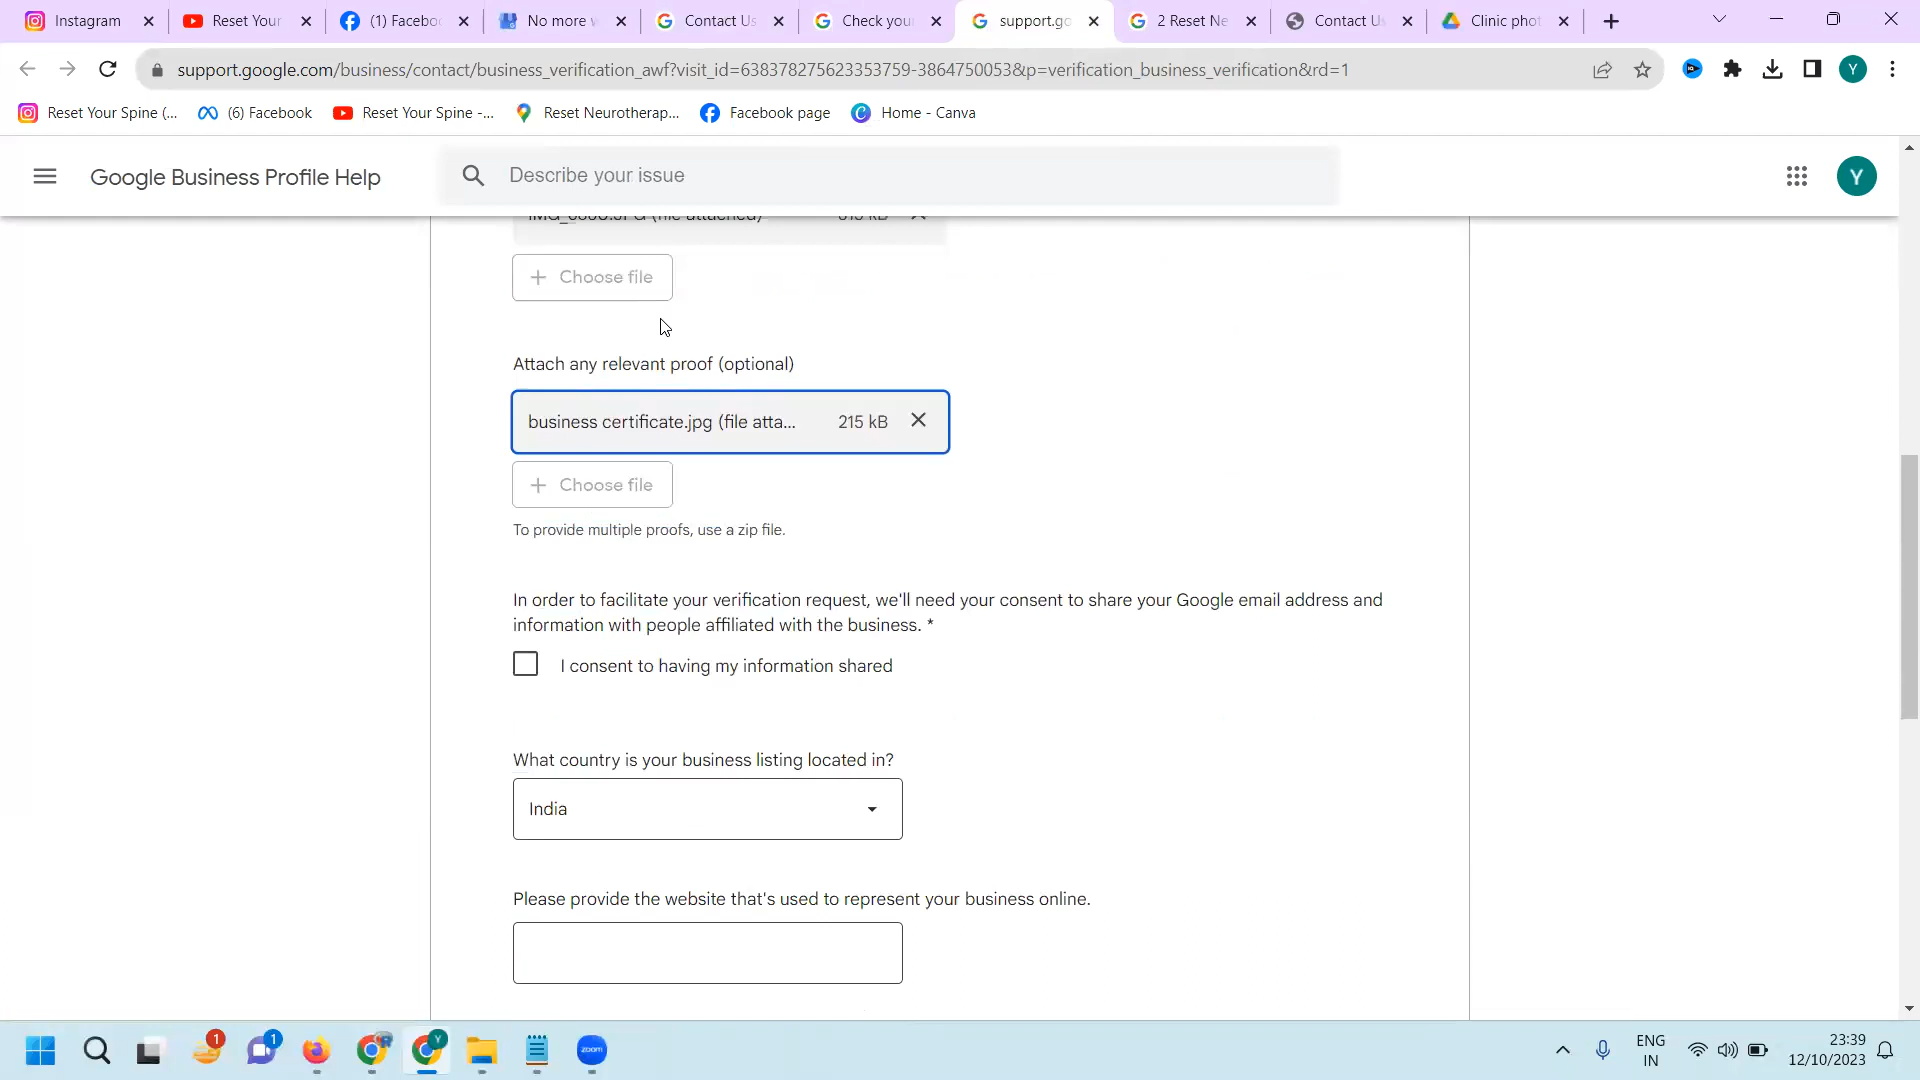 Instagram
Reset Your
(1) Facebo
No more
Contact Us
Check you
support.go
2 Reset Ne
Contact Us
Clinic pho
support.google.com/business/contact/business_verification_awf?visit_id=638378275623353759-3864750053&p=verification_business_verification&rd=1
Y
Reset Your Spine (...
(6) Facebook
Reset Your Spine -...
Reset Neurotherap...
Facebook page
Home - Canva
Google Business Profile Help
Describe your issue
Y
Choose file
Attach any relevant proof (optional)
business certificate.jpg (file atta...
215 kB
Choose file
To provide multiple proofs, use a zip file.
In order to facilitate your verification request, we'll need your consent to share your Google email address and
information with people affiliated with the business. *
I consent to having my information shared
What country is your business listing located in?
India
Please provide the website that's used to represent your business online.
1
1
Y
zoom
ENG
IN
23:39
12/10/2023